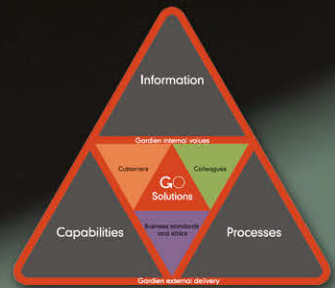 Information
Gardien internal values
Customers
Colleagues
GO
Solutions
Business standards
and ethics
Capabilities
Processes
Gardien external delivery